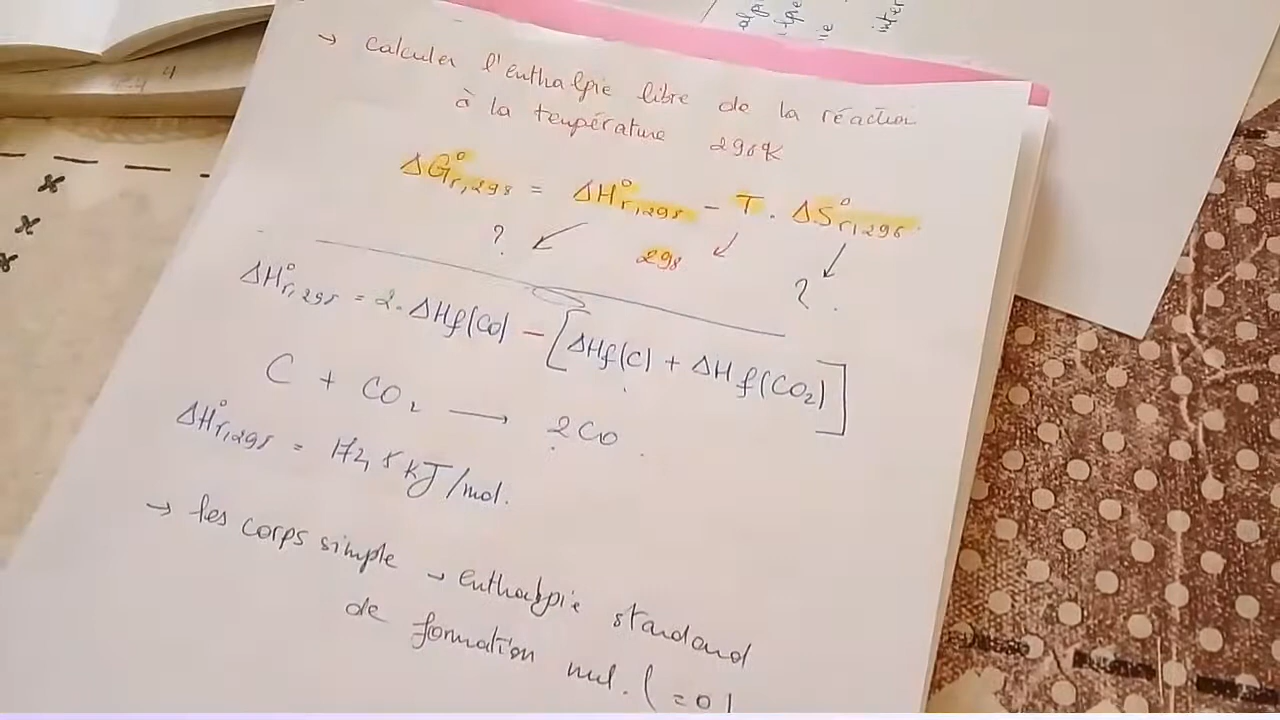 → calculer l'enthalpie libre de la réaction
à la température 298K
ΔG°r,298 = ΔH°r,298 - T . ΔS°r,298
? 298 ?
ΔH°r,298 = 2. ΔHf(CO) - [ΔHf(C) + ΔHf(CO₂)]
C + CO₂ → 2CO
ΔH°r,298 = 172,5 kJ/mol.
→ les corps simple → enthalpie standard
de formation nul. (=0)